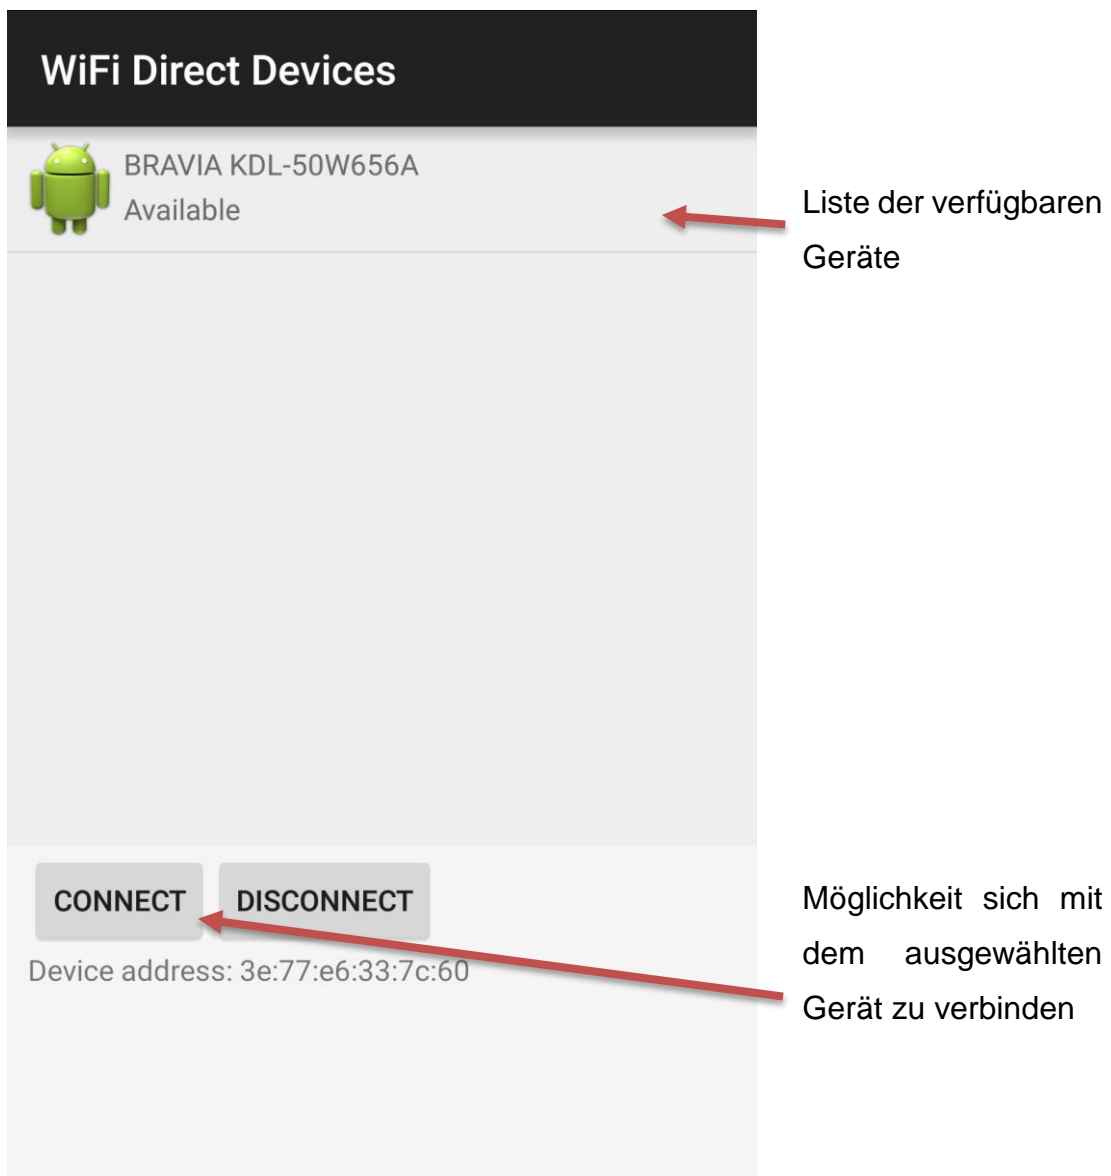 WiFi Direct Devices
BRAVIA KDL-50W656A
Available
Liste der verfügbaren
Geräte
CONNECT
DISCONNECT
Device address: 3e:77:e6:33:7c:60
Möglichkeit sich mit
dem ausgewählten
Gerät zu verbinden